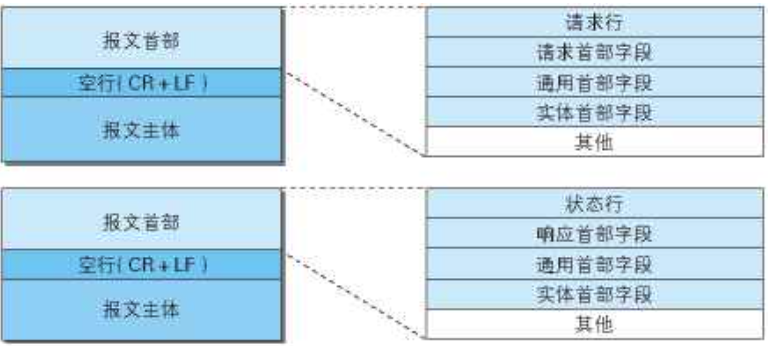 报文首部
空行(CR+LF)
报文主体
请求行
请求首部字段
通用首部字段
实体首部字段
其他
报文首部
空行(CR+LF)
报文主体
状态行
响应首部字段
通用首部字段
实体首部字段
其他